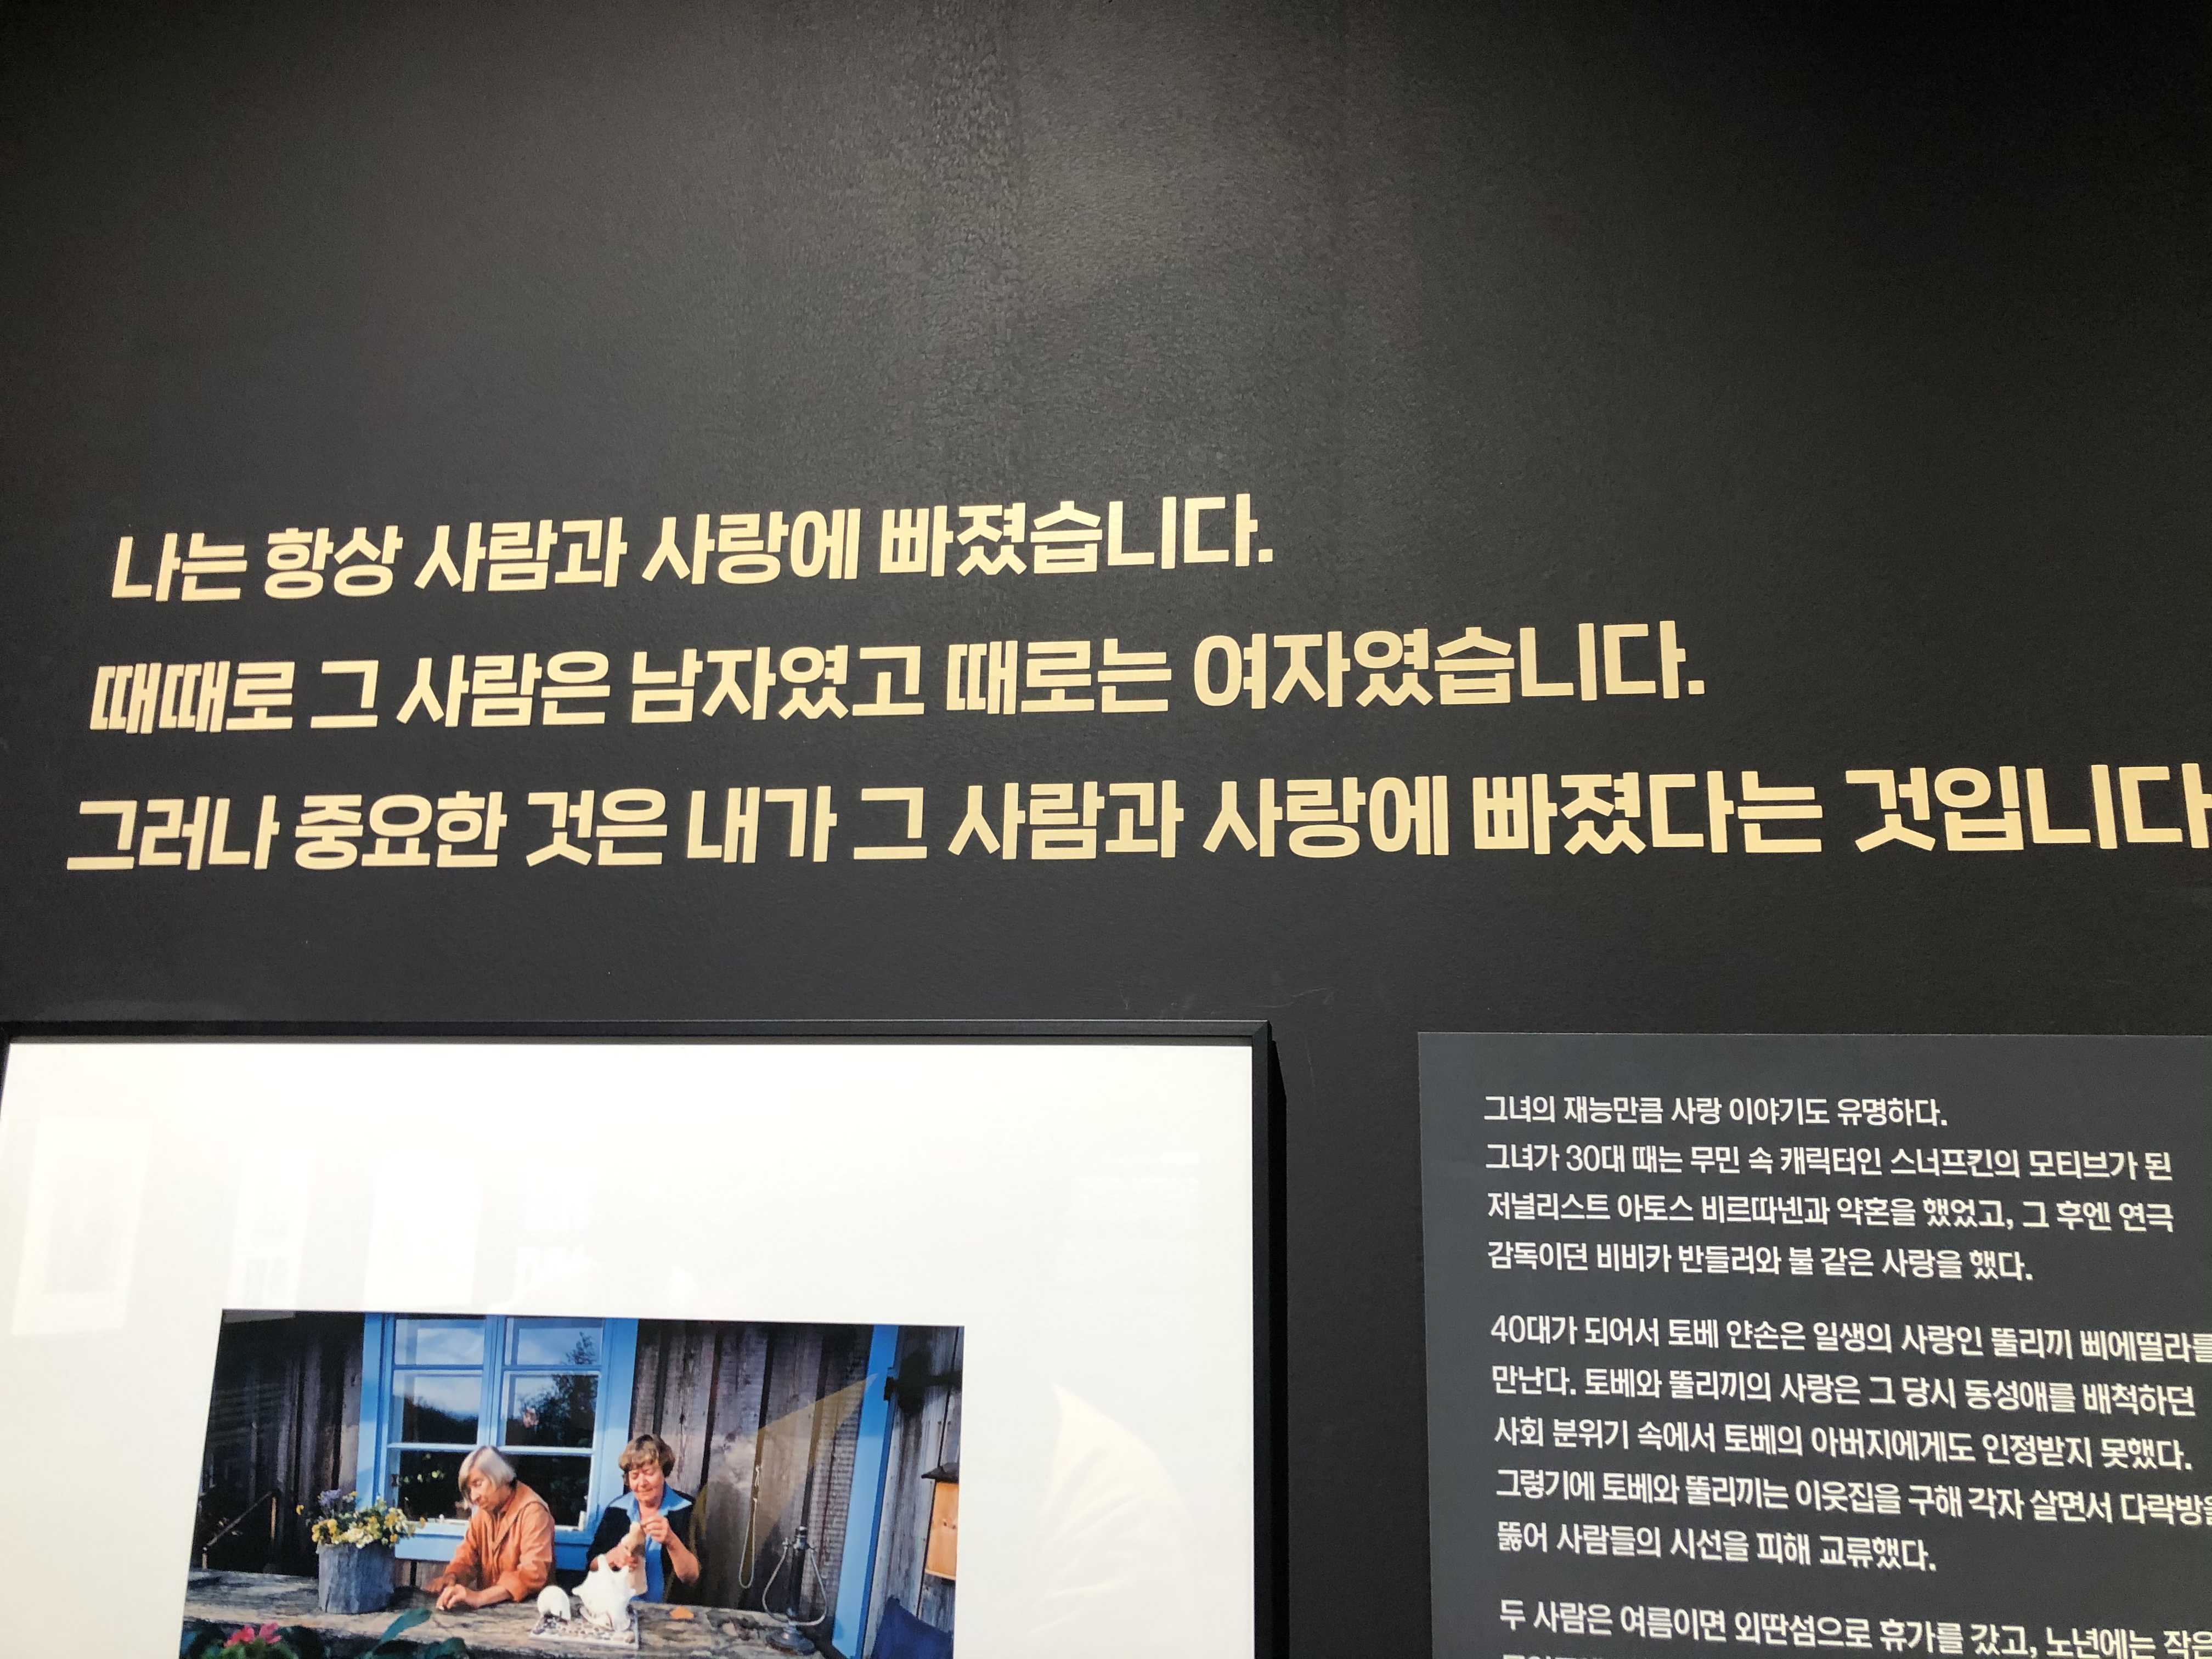 나는 항상 사람과 사랑에 빠졌습니다.
때때로 그 사람은 남자였고 때로는 여자였습니다.
그러나 중요한 것은 내가 그 사람과 사랑에 빠졌다는 것입니다
그녀의 재능만큼 사랑 이야기도 유명하다.
그녀가 30대 때는 무민 속 캐릭터인 스너프킨의 모티브가 된
저널리스트 아토스 비르따넨과 약혼을 했었고, 그 후엔 연극
감독이던 비비카 반들러와 불 같은 사랑을 했다.
40대가 되어서 토베 얀손은 일생의 사랑인 뚤리끼 삐에띨라를
만난다. 토베와 뚤리끼의 사랑은 그 당시 동성애를 배척하던
사회 분위기 속에서 토베의 아버지에게도 인정받지 못했다.
그렇기에 토베와 뚤리끼는 이웃집을 구해 각자 살면서 다락방을
뚫어 사람들의 시선을 피해 교류했다.
두 사람은 여름이면 외딴섬으로 휴가를 갔고, 노년에는 작은